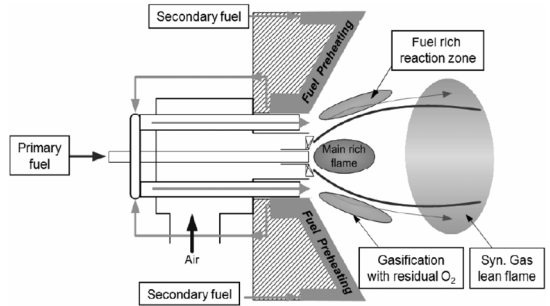 Secondary fuel
Fuel Preheating
Fuel rich
reaction zone
Primary
fuel
Main rich
flame
Air
Fuel Preheating
Secondary fuel
Gasification
with residual O₂
Syn. Gas
lean flame